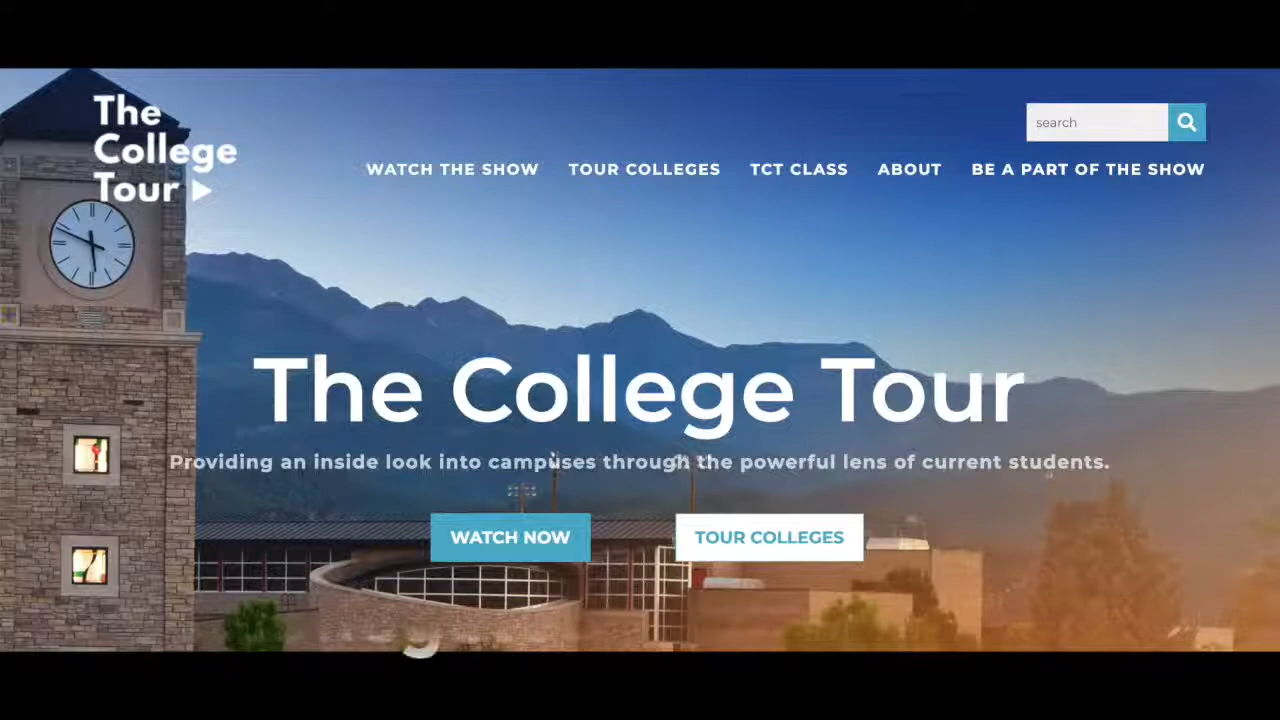 The
College
Tour
search
WATCH THE SHOW TOUR COLLEGES TCT CLASS ABOUT BE A PART OF THE SHOW
The College Tour
Providing an inside look into campuses through the powerful lens of current students.
WATCH NOW TOUR COLLEGES